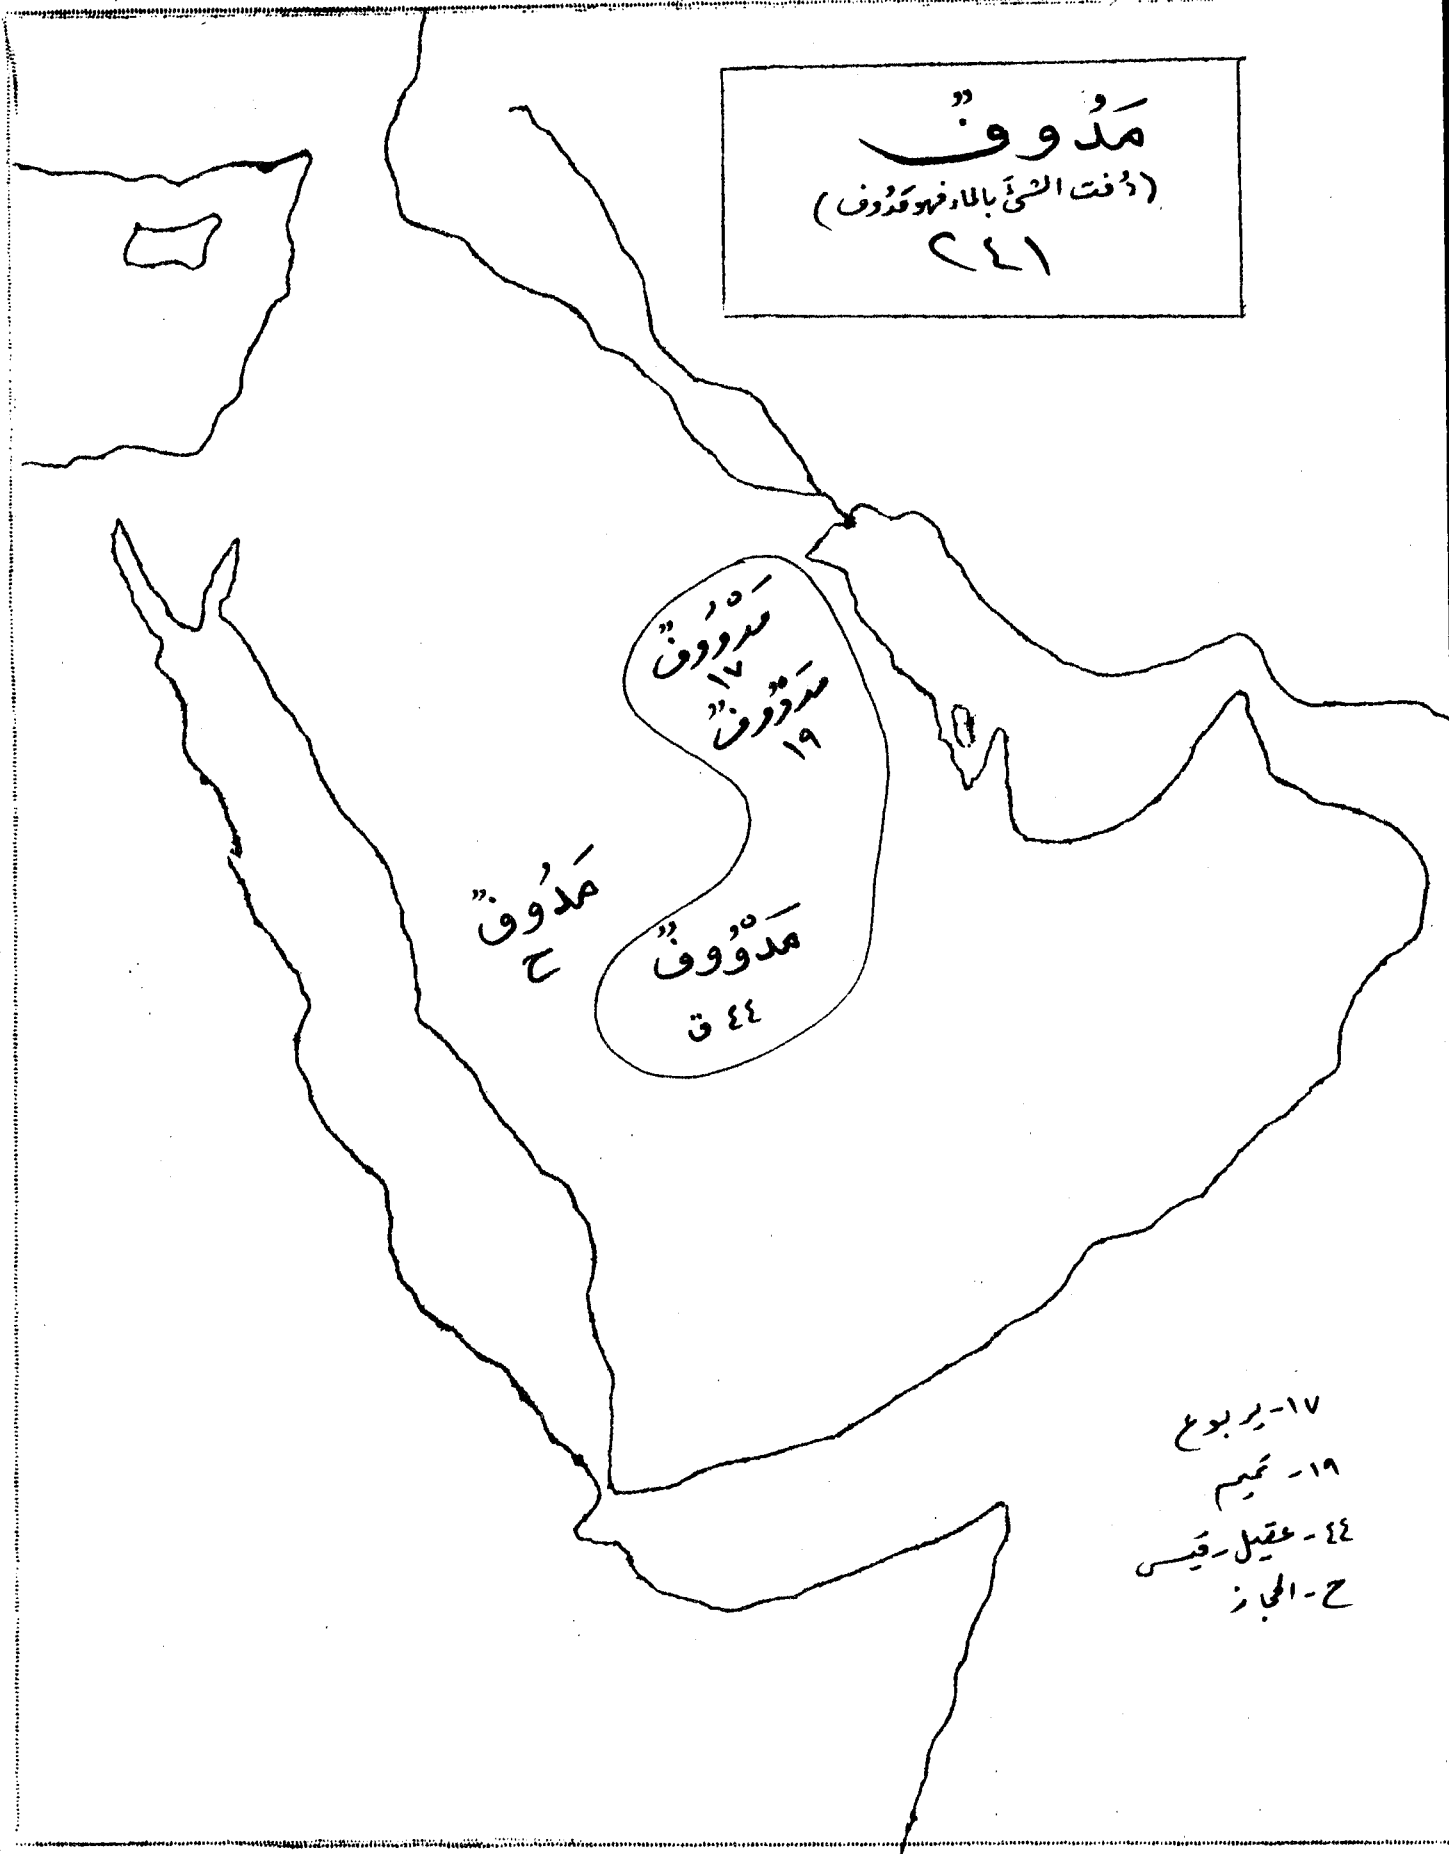 مَدُوفٌ
(دُفت الشئَ بالماء فهو مَدُوف)
٢٤١
مَدْوُوفٌ
١٧
مَدْوُوفٌ
١٩
مَدُوفٌ
ح
مَدْوُوفٌ
٤٤ ق
١٧- يربوع
١٩- تميم
٤٤- عقيل - قيس
ح - الحجاز